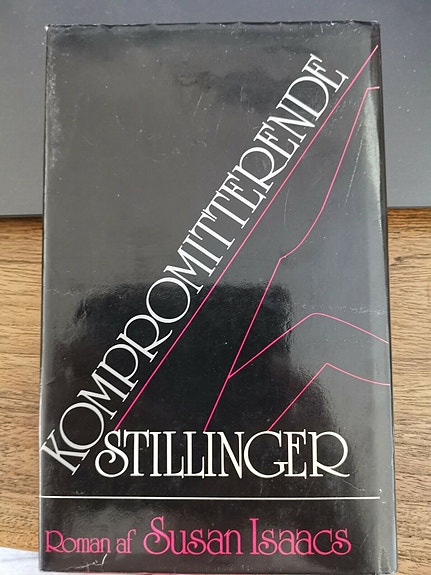 KOMPROMITTERENDE
STILLINGER
Roman af Susan Isaacs